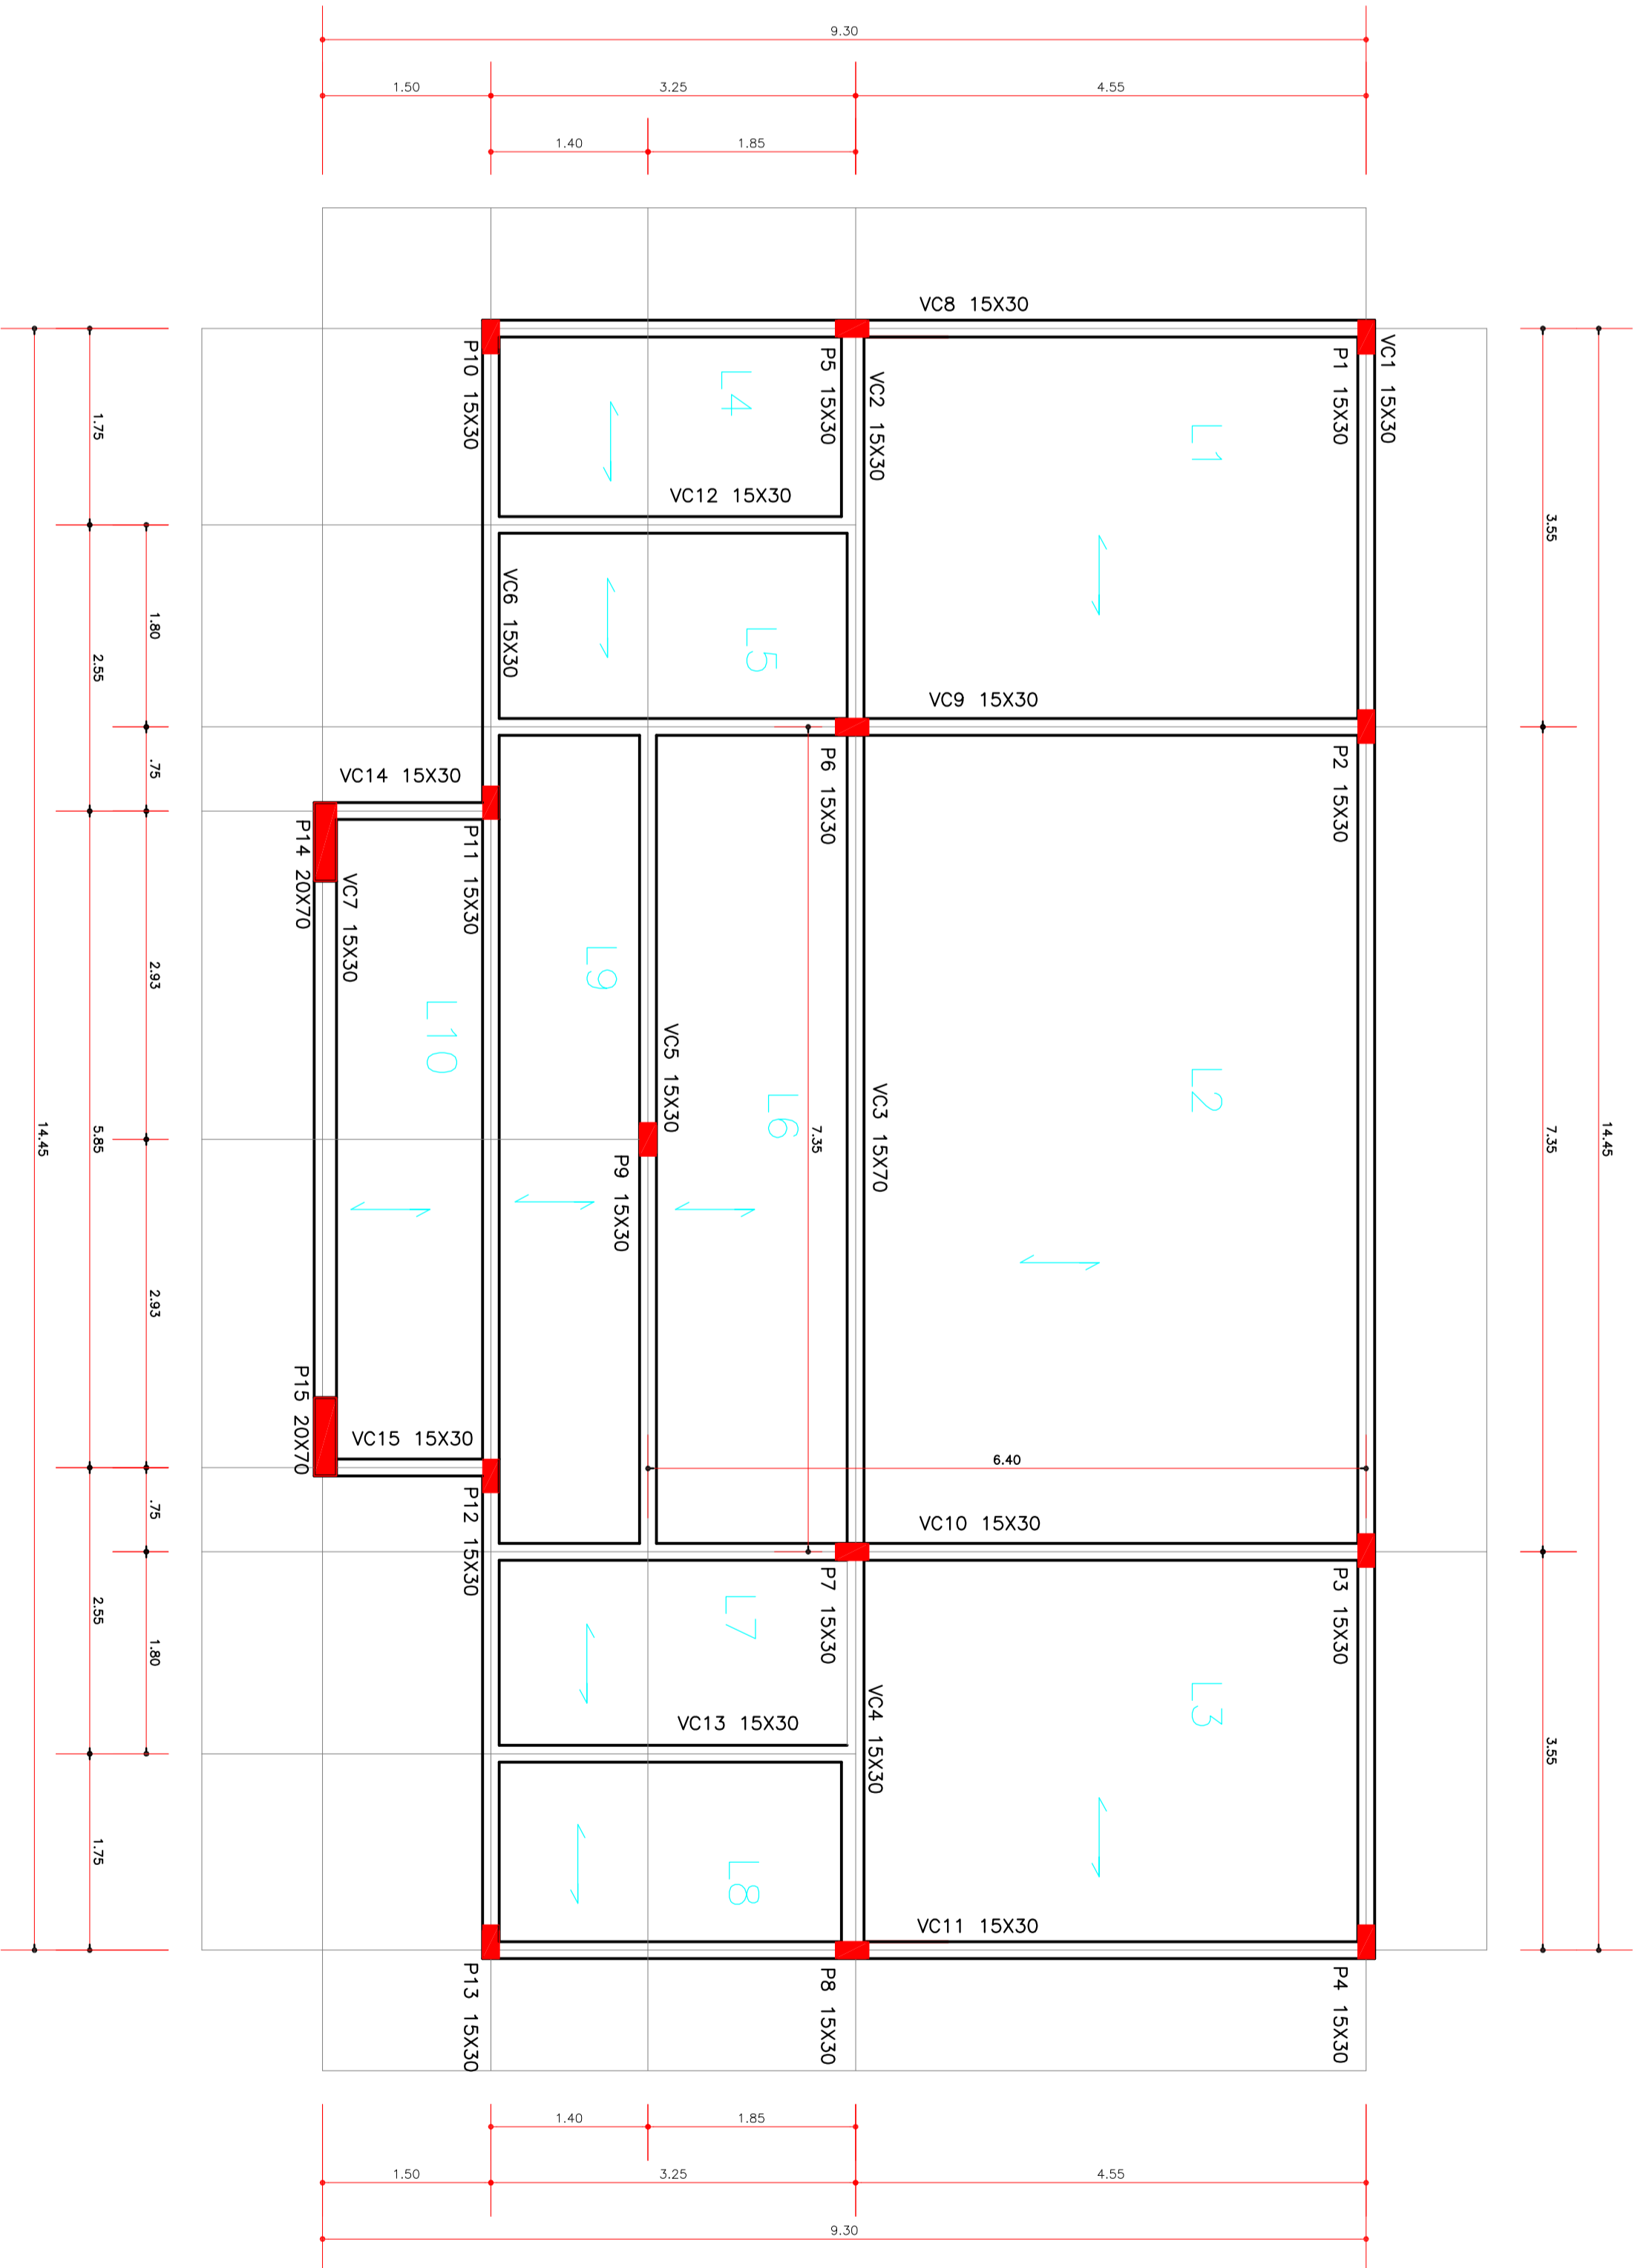 9.30
1.50
3.25
4.55
1.40
1.85
VC8 15X30
VC1 15X30
P10 15X30
P5 15X30
P1 15X30
VC2 15X30
L4
L1
1.75
3.55
14.45
VC12 15X30
VC6 15X30
L5
1.80
2.55
VC9 15X30
P6 15X30
P2 15X30
.75
VC14 15X30
P11 15X30
P14 20X70
VC7 15X30
L9
L10
2.93
VC5 15X30
L6
L2
VC3 15X70
7.35
7.35
14.45
5.85
P9 15X30
2.93
P15 20X70
VC15 15X30
6.40
P12 15X30
.75
VC10 15X30
P7 15X30
P3 15X30
L7
L3
2.55
1.80
VC13 15X30
VC4 15X30
3.55
1.75
L8
VC11 15X30
P13 15X30
P8 15X30
P4 15X30
1.40
1.85
1.50
3.25
4.55
9.30